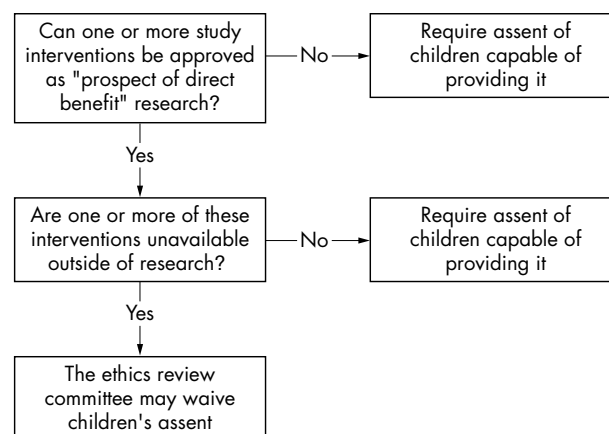 Can one or more study
interventions be approved
as "prospect of direct
benefit" research?
No
Require assent of
children capable of
providing it
Yes
Are one or more of these
interventions unavailable
outside of research?
No
Require assent of
children capable of
providing it
Yes
The ethics review
committee may waive
children's assent